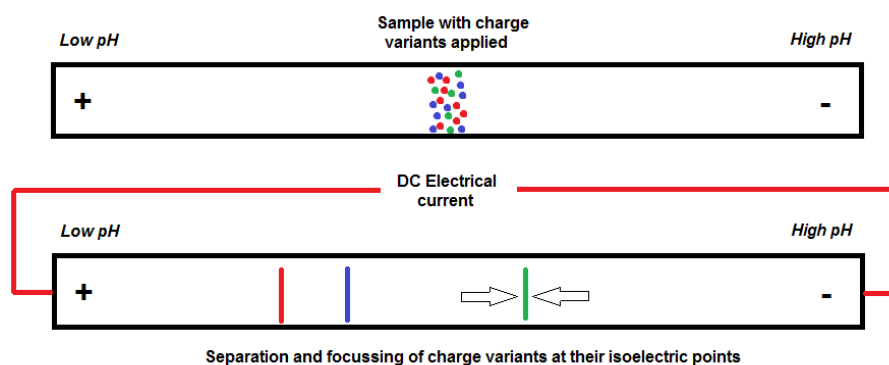 Sample with charge
variants applied
Low pH
High pH
+
-
DC Electrical
current
Low pH
High pH
+
-
Separation and focussing of charge variants at their isoelectric points